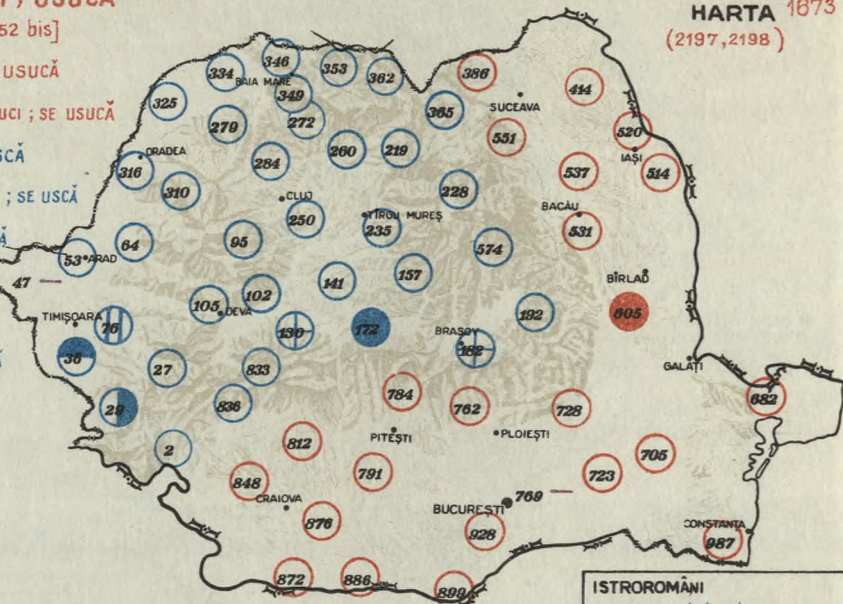 USUCĂ
52 bis]
HARTA 1673
(2197,2198)
USUCĂ
UCI ; SE USUCĂ
SCĂ
; SE USCĂ
346
353
334
362
386
BAIA MARE
349
414
325
365
SUCEAVA
272
279
551
520
ORADEA
260
219
IAȘI
284
316
537
514
310
228
CLUJ
BACĂU
250
TÎRGU MUREȘ
235
531
64
95
574
53
ARAD
BÎRLAD
47 —
141
157
102
105
DEVA
192
605
TIMIȘOARA
76
130
172
BRAȘOV
182
36
GALAȚI
27
833
784
682
29
836
762
728
PITEȘTI
PLOIEȘTI
2
812
705
791
723
848
CRAIOVA
769 —
BUCUREȘTI
876
928
CONSTANȚA
987
872
886
899
ISTROROMÂNI